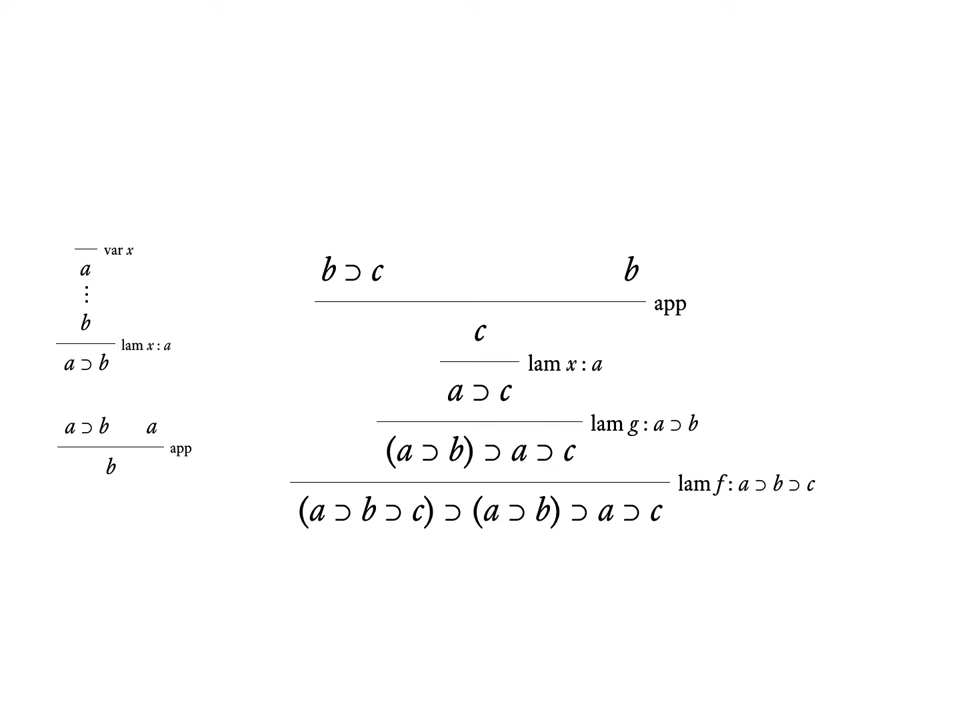 var x
a
⋮
b
lam x : a
a ⊃ b
a ⊃ b a
app
b
b ⊃ c b
app
c
lam x : a
a ⊃ c
lam g : a ⊃ b
(a ⊃ b) ⊃ a ⊃ c
lam f : a ⊃ b ⊃ c
(a ⊃ b ⊃ c) ⊃ (a ⊃ b) ⊃ a ⊃ c